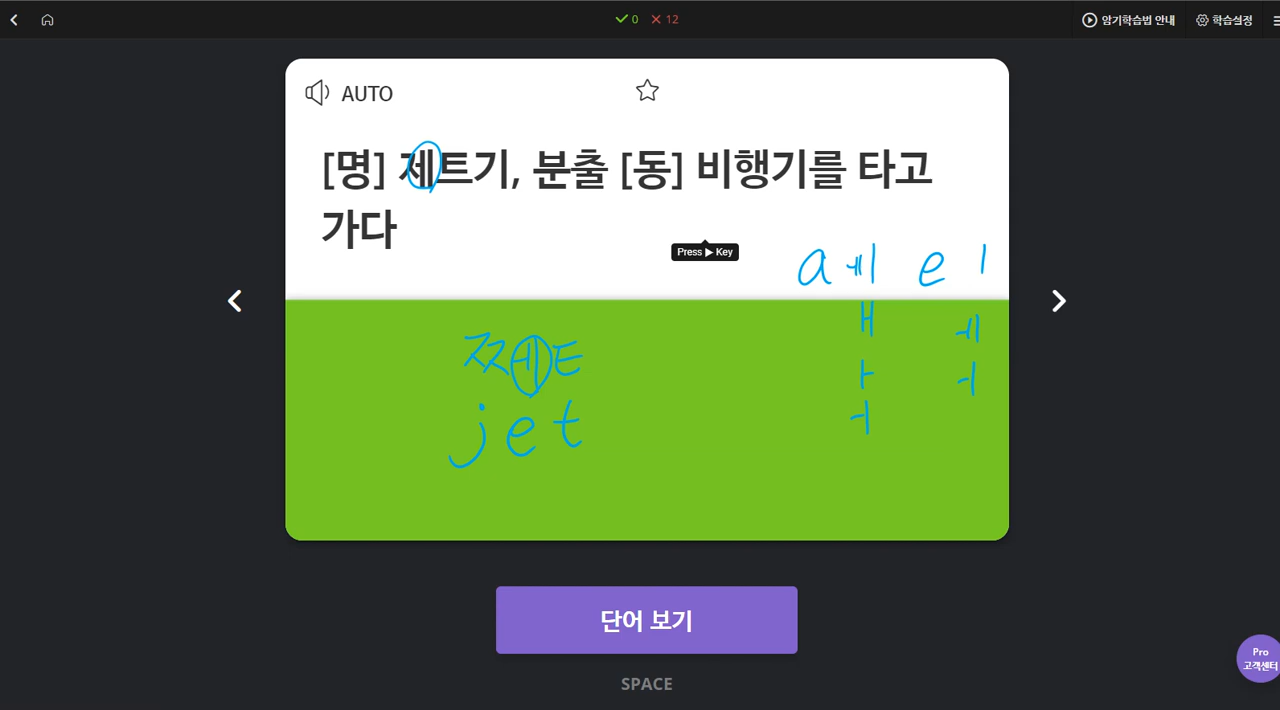 0 12 암기학습법 안내 학습설정
AUTO
[명] 제트기, 분출 [동] 비행기를 타고
가다
Press ▶ Key
a ㅔ e ㅣ
ㅐ ㅔ
ㅏ ㅓ
ㅓ
쩨트
jet
단어 보기
SPACE
Pro
고객센터